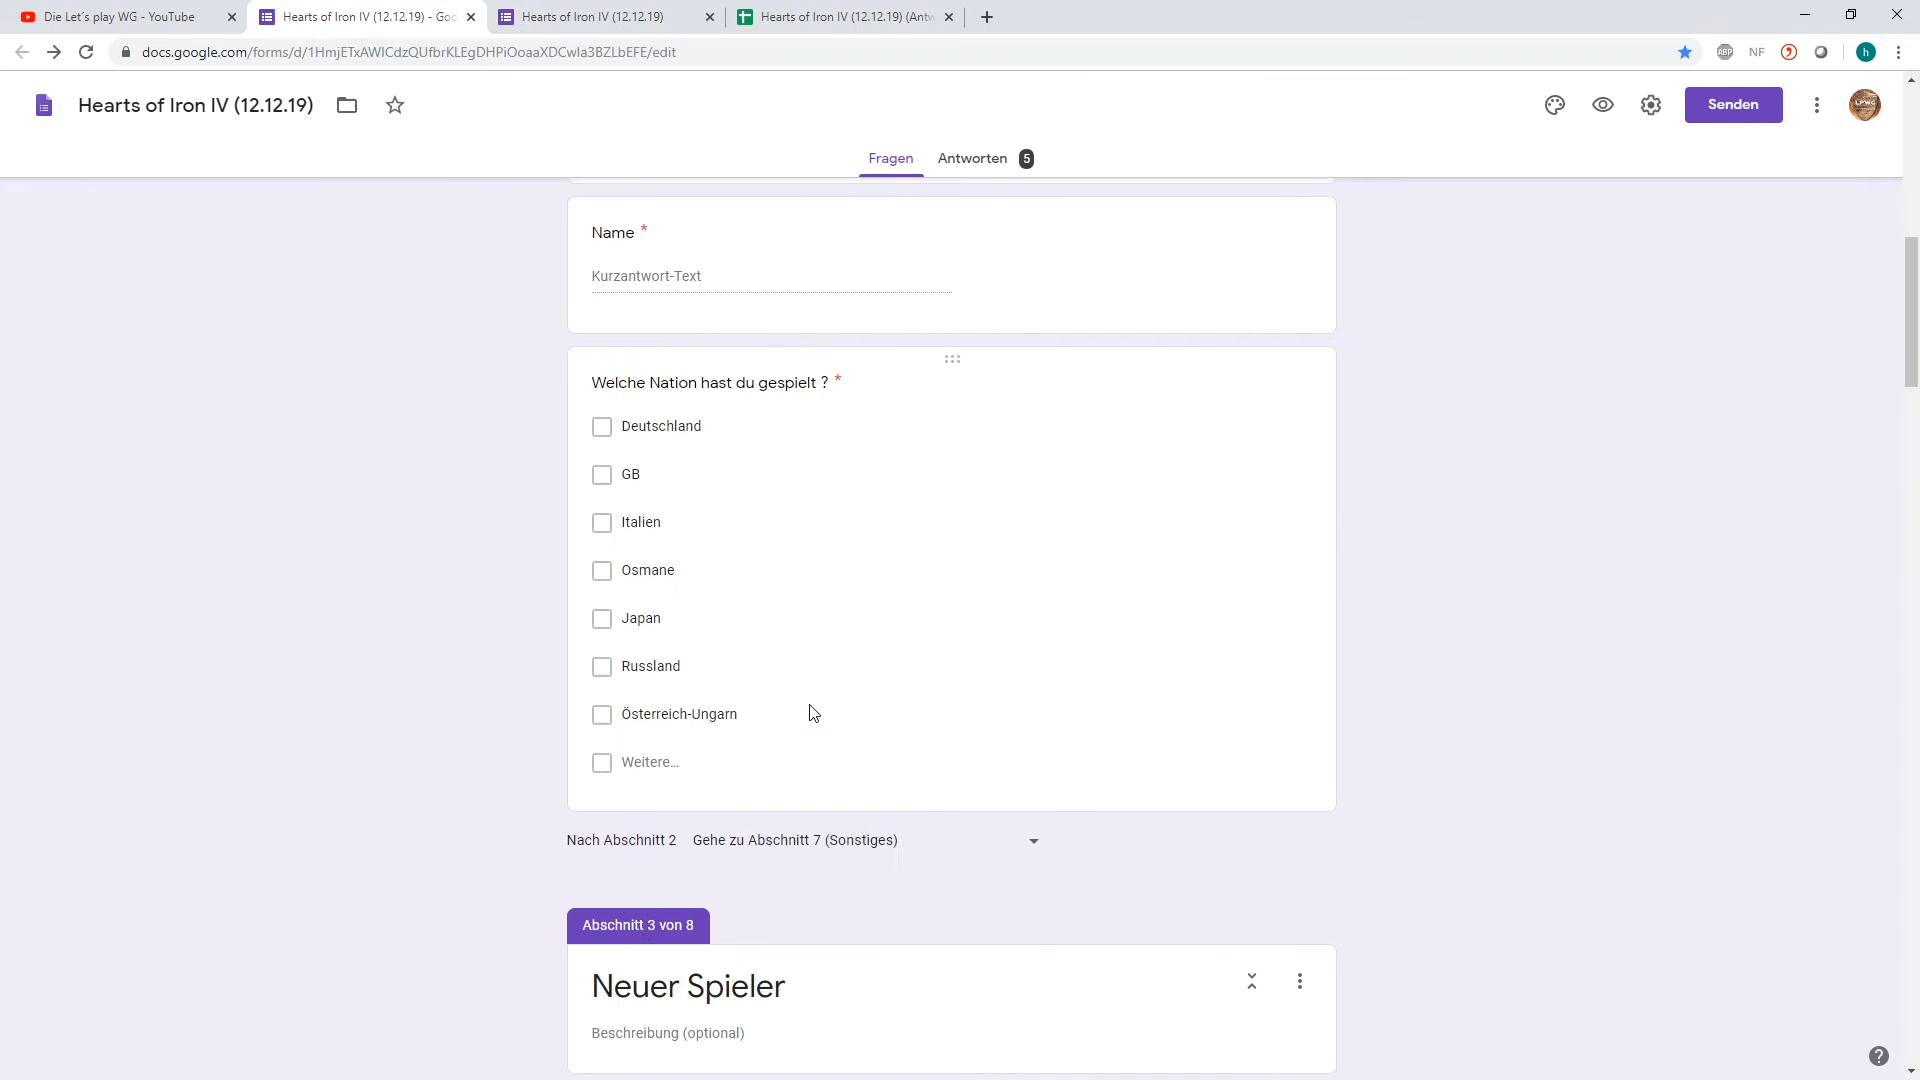 Die Let´s play WG - YouTube
Hearts of Iron IV (12.12.19) - Goo
Hearts of Iron IV (12.12.19)
Hearts of Iron IV (12.12.19) (Antw
docs.google.com/forms/d/1HmjETxAWlCdzQUfbrKLEgDHPiOoaaXDCwla3BZLbEFE/edit
ABP
NF
h
Hearts of Iron IV (12.12.19)
Senden
LPWG
Fragen
Antworten 5
Name *
Kurzantwort-Text
Welche Nation hast du gespielt ? *
Deutschland
GB
Italien
Osmane
Japan
Russland
Österreich-Ungarn
Weitere...
Nach Abschnitt 2 Gehe zu Abschnitt 7 (Sonstiges)
Abschnitt 3 von 8
Neuer Spieler
Beschreibung (optional)